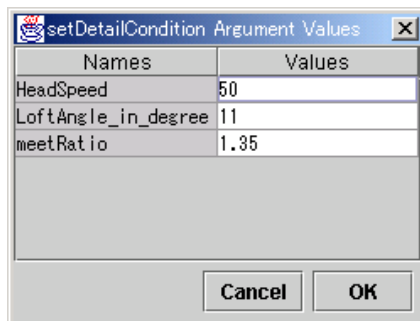 setDetailCondition Argument Values
Names Values
HeadSpeed 50
LoftAngle_in_degree 11
meetRatio 1.35
Cancel OK